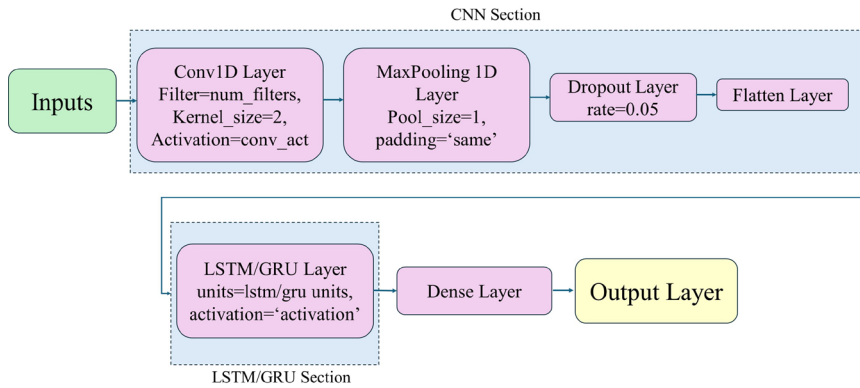 CNN Section
Inputs
Conv1D Layer
Filter=num_filters,
Kernel_size=2,
Activation=conv_act
MaxPooling 1D
Layer
Pool_size=1,
padding=‘same’
Dropout Layer
rate=0.05
Flatten Layer
LSTM/GRU Layer
units=lstm/gru units,
activation=‘activation’
Dense Layer
Output Layer
LSTM/GRU Section